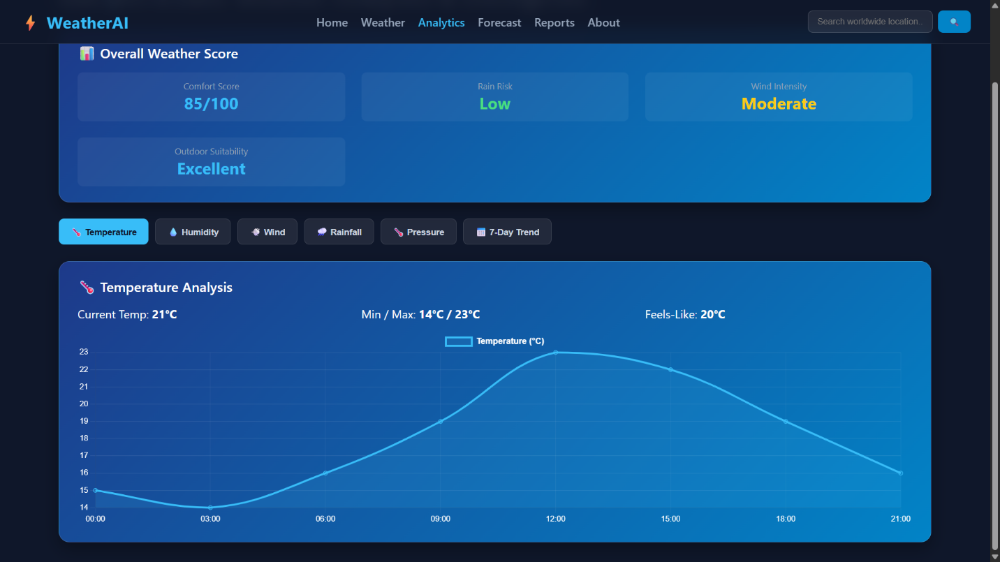 WeatherAI
Home Weather Analytics Forecast Reports About
Search worldwide location..
Overall Weather Score
Comfort Score
85/100
Rain Risk
Low
Wind Intensity
Moderate
Outdoor Suitability
Excellent
Temperature Humidity Wind Rainfall Pressure 7-Day Trend
Temperature Analysis
Current Temp: 21°C
Min / Max: 14°C / 23°C
Feels-Like: 20°C
Temperature (°C)
23
22
21
20
19
18
17
16
15
14
00:00 03:00 06:00 09:00 12:00 15:00 18:00 21:00